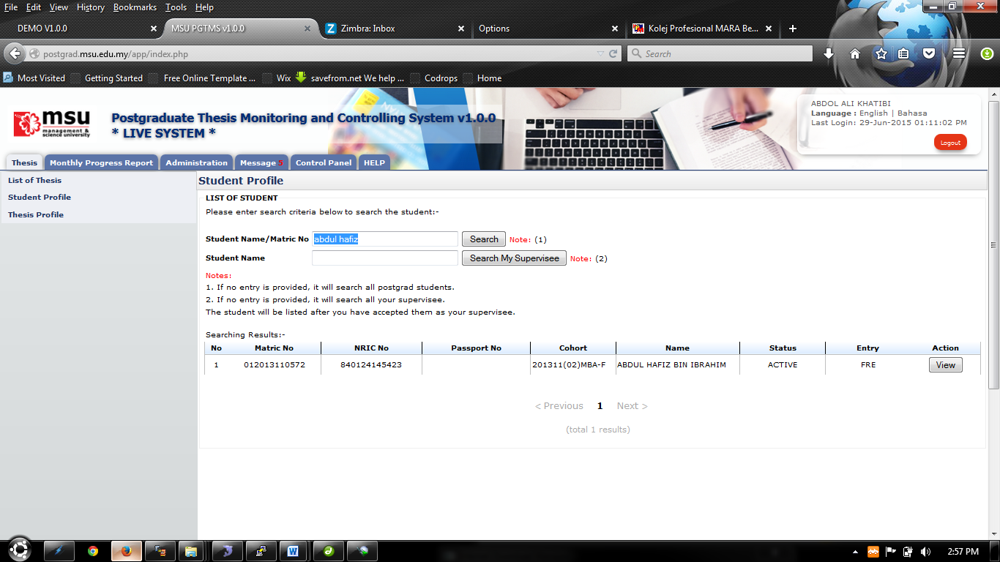 File Edit View History Bookmarks Tools Help
DEMO V1.0.0 MSU PGTMS v1.0.0 Zimbra: Inbox Options Kolej Profesional MARA Be...
postgrad.msu.edu.my/app/index.php Search
Most Visited Getting Started Free Online Template ... Wix savefrom.net We help ... Codrops Home
msu
management &
science university
Postgraduate Thesis Monitoring and Controlling System v1.0.0
* LIVE SYSTEM *
ABDOL ALI KHATIBI
Language : English | Bahasa
Last Login: 29-Jun-2015 01:11:02 PM
Logout
Thesis Monthly Progress Report Administration Message 5 Control Panel HELP
List of Thesis
Student Profile
Thesis Profile
Student Profile
LIST OF STUDENT
Please enter search criteria below to search the student:-
Student Name/Matric No abdul hafiz Search Note: (1)
Student Name Search My Supervisee Note: (2)
Notes:
1. If no entry is provided, it will search all postgrad students.
2. If no entry is provided, it will search all your supervisee.
The student will be listed after you have accepted them as your supervisee.
Searching Results:-
No Matric No NRIC No Passport No Cohort Name Status Entry Action
1 012013110572 840124145423 201311(02)MBA-F ABDUL HAFIZ BIN IBRAHIM ACTIVE FRE View
< Previous 1 Next >
(total 1 results)
2:57 PM